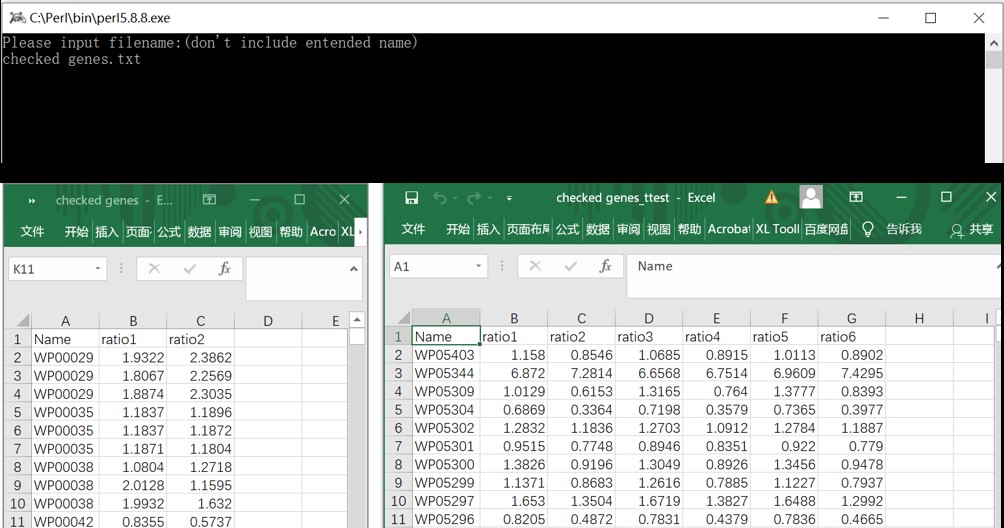 C:\Perl\bin\perl5.8.8.exe
Please input filename:(don't include entended name)
checked genes.txt
checked genes - E...
文件 开始 插入 页面 公式 数据 审阅 视图 帮助 Acro XL
K11
fx
A B C D E
1 Name ratio1 ratio2
2 WP00029 1.9322 2.3862
3 WP00029 1.8067 2.2569
4 WP00029 1.8874 2.3035
5 WP00035 1.1837 1.1896
6 WP00035 1.1837 1.1872
7 WP00035 1.1871 1.1804
8 WP00038 1.0804 1.2718
9 WP00038 2.0128 1.1595
10 WP00038 1.9932 1.632
11 WP00042 0.8355 0.5737
checked genes_ttest - Excel
文件 开始 插入 页面布局 公式 数据 审阅 视图 帮助 Acrobat XL Tooll 百度网盘 告诉我 共享
A1
fx
Name
A B C D E F G H I
1 Name ratio1 ratio2 ratio3 ratio4 ratio5 ratio6
2 WP05403 1.158 0.8546 1.0685 0.8915 1.0113 0.8902
3 WP05344 6.872 7.2814 6.6568 6.7514 6.9609 7.4295
4 WP05309 1.0129 0.6153 1.3165 0.764 1.3777 0.8393
5 WP05304 0.6869 0.3364 0.7198 0.3579 0.7365 0.3977
6 WP05302 1.2832 1.1836 1.2703 1.0912 1.2784 1.1887
7 WP05301 0.9515 0.7748 0.8946 0.8351 0.922 0.779
8 WP05300 1.3826 0.9196 1.3049 0.8926 1.3456 0.9478
9 WP05299 1.1371 0.8683 1.2616 0.7885 1.1227 0.7937
10 WP05297 1.653 1.3504 1.6719 1.3827 1.6488 1.2992
11 WP05296 0.8205 0.4872 0.7831 0.4379 0.7836 0.4665